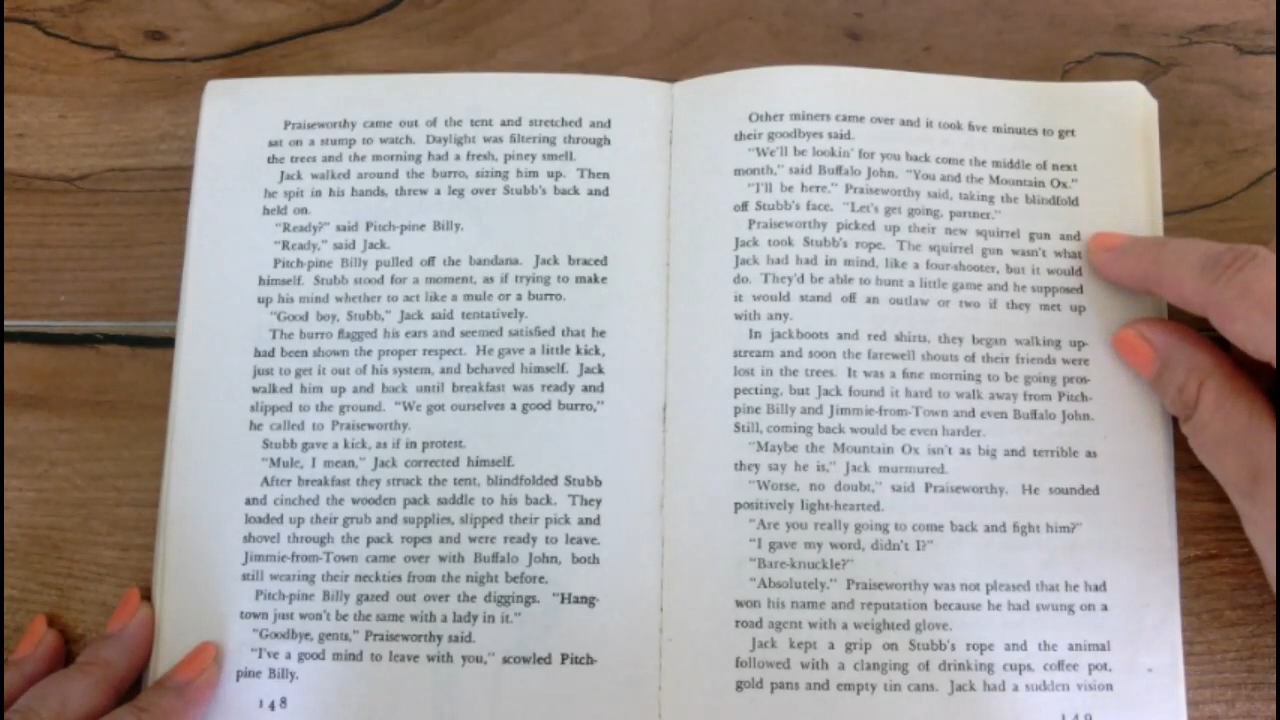 Praiseworthy came out of the tent and stretched and
sat on a stump to watch. Daylight was filtering through
the trees and the morning had a fresh, piney smell.
Jack walked around the burro, sizing him up. Then
he spit in his hands, threw a leg over Stubb's back and
held on.
"Ready?" said Pitch-pine Billy.
"Ready," said Jack.
Pitch-pine Billy pulled off the bandana. Jack braced
himself. Stubb stood for a moment, as if trying to make
up his mind whether to act like a mule or a burro.
"Good boy, Stubb," Jack said tentatively.
The burro flagged his ears and seemed satisfied that he
had been shown the proper respect. He gave a little kick,
just to get it out of his system, and behaved himself. Jack
walked him up and back until breakfast was ready and
slipped to the ground. "We got ourselves a good burro,"
he called to Praiseworthy.
Stubb gave a kick, as if in protest.
"Mule, I mean," Jack corrected himself.
After breakfast they struck the tent, blindfolded Stubb
and cinched the wooden pack saddle to his back. They
loaded up their grub and supplies, slipped their pick and
shovel through the pack ropes and were ready to leave.
Jimmie-from-Town came over with Buffalo John, both
still wearing their neckties from the night before.
Pitch-pine Billy gazed out over the diggings. "Hang-
town just won't be the same with a lady in it."
"Goodbye, gents," Praiseworthy said.
"I've a good mind to leave with you," scowled Pitch-
pine Billy.
148
Other miners came over and it took five minutes to get
their goodbyes said.
"We'll be lookin' for you back come the middle of next
month," said Buffalo John. "You and the Mountain Ox."
"I'll be here," Praiseworthy said, taking the blindfold
off Stubb's face. "Let's get going, partner."
Praiseworthy picked up their new squirrel gun and
Jack took Stubb's rope. The squirrel gun wasn't what
Jack had had in mind, like a four-shooter, but it would
do. They'd be able to hunt a little game and he supposed
it would stand off an outlaw or two if they met up
with any.
In jackboots and red shirts, they began walking up-
stream and soon the farewell shouts of their friends were
lost in the trees. It was a fine morning to be going pros-
pecting, but Jack found it hard to walk away from Pitch-
pine Billy and Jimmie-from-Town and even Buffalo John.
Still, coming back would be even harder.
"Maybe the Mountain Ox isn't as big and terrible as
they say he is," Jack murmured.
"Worse, no doubt," said Praiseworthy. He sounded
positively light-hearted.
"Are you really going to come back and fight him?"
"I gave my word, didn't I?"
"Bare-knuckle?"
"Absolutely." Praiseworthy was not pleased that he had
won his name and reputation because he had swung on a
road agent with a weighted glove.
Jack kept a grip on Stubb's rope and the animal
followed with a clanging of drinking cups, coffee pot,
gold pans and empty tin cans. Jack had a sudden vision
149